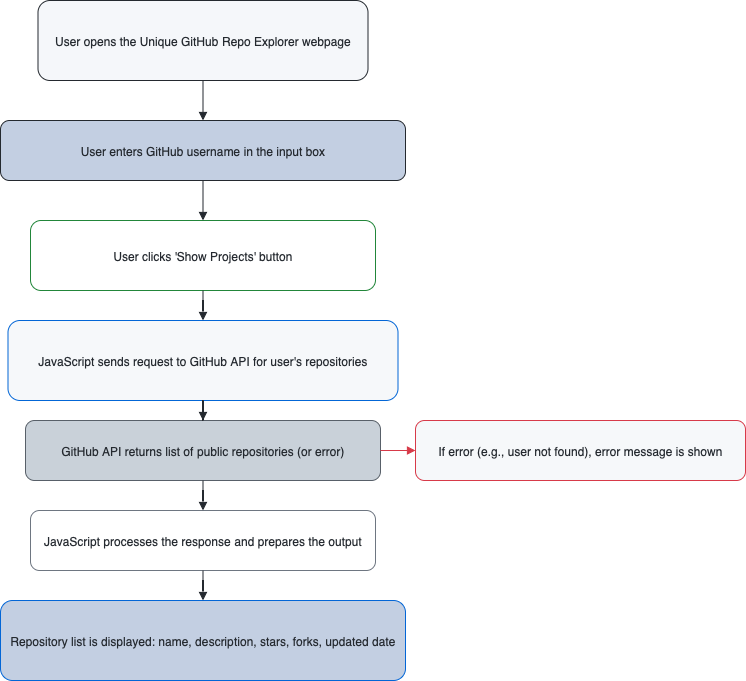 User opens the Unique GitHub Repo Explorer webpage
User enters GitHub username in the input box
User clicks 'Show Projects' button
JavaScript sends request to GitHub API for user's repositories
GitHub API returns list of public repositories (or error)
If error (e.g., user not found), error message is shown
JavaScript processes the response and prepares the output
Repository list is displayed: name, description, stars, forks, updated date